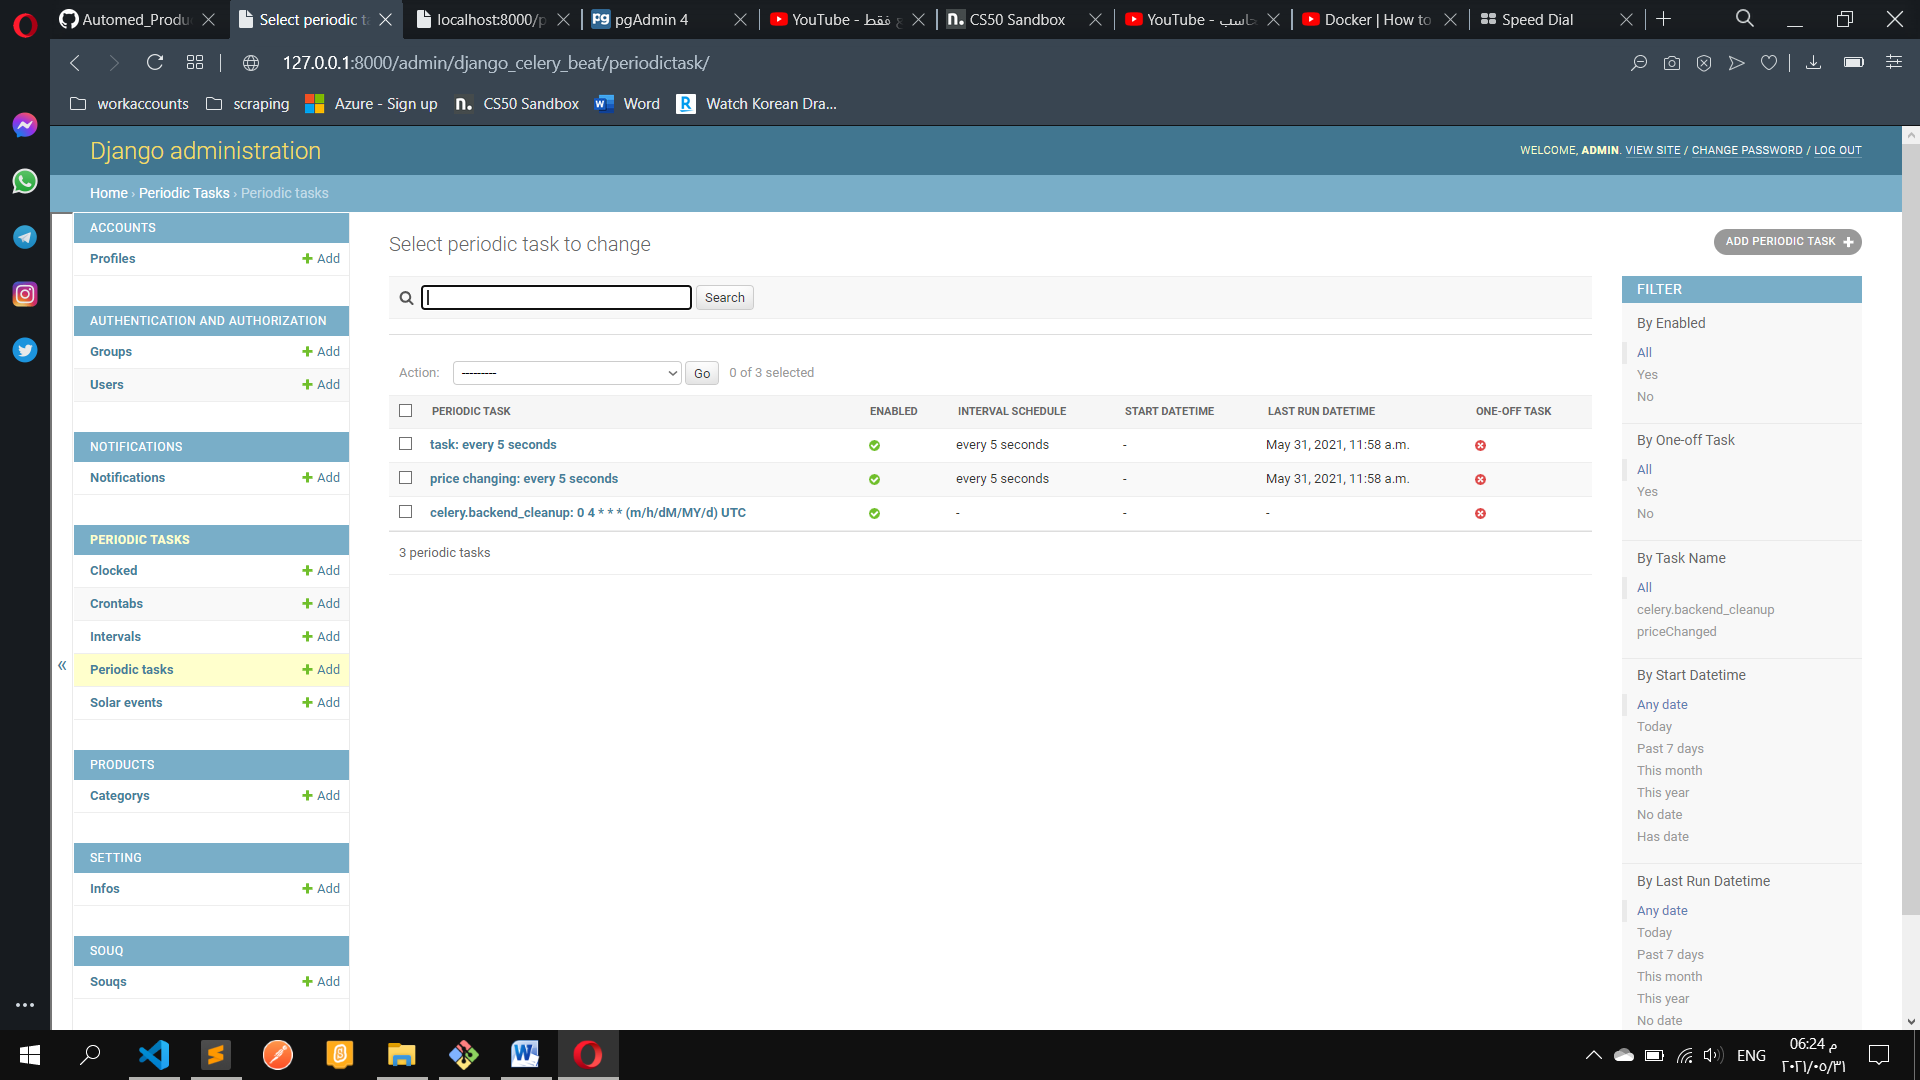 Automed_Produ
Select periodic ta
localhost:8000/p
pgAdmin 4
YouTube - ع فقط
CS50 Sandbox
YouTube - حاسب
Docker | How to
Speed Dial
127.0.0.1:8000/admin/django_celery_beat/periodictask/
workaccounts
scraping
Azure - Sign up
CS50 Sandbox
Word
Watch Korean Dra...
Django administration
WELCOME, ADMIN. VIEW SITE / CHANGE PASSWORD / LOG OUT
Home › Periodic Tasks › Periodic tasks
ACCOUNTS
Profiles Add
AUTHENTICATION AND AUTHORIZATION
Groups Add
Users Add
NOTIFICATIONS
Notifications Add
PERIODIC TASKS
Clocked Add
Crontabs Add
Intervals Add
Periodic tasks Add
Solar events Add
PRODUCTS
Categorys Add
SETTING
Infos Add
SOUQ
Souqs Add
«
Select periodic task to change
ADD PERIODIC TASK +
Search
Action: --------- Go 0 of 3 selected
PERIODIC TASK ENABLED INTERVAL SCHEDULE START DATETIME LAST RUN DATETIME ONE-OFF TASK
task: every 5 seconds every 5 seconds - May 31, 2021, 11:58 a.m.
price changing: every 5 seconds every 5 seconds - May 31, 2021, 11:58 a.m.
celery.backend_cleanup: 0 4 * * * (m/h/dM/MY/d) UTC - - -
3 periodic tasks
FILTER
By Enabled
All
Yes
No
By One-off Task
All
Yes
No
By Task Name
All
celery.backend_cleanup
priceChanged
By Start Datetime
Any date
Today
Past 7 days
This month
This year
No date
Has date
By Last Run Datetime
Any date
Today
Past 7 days
This month
This year
No date
ENG
06:24 م
٢٠٢١/٠٥/٣١